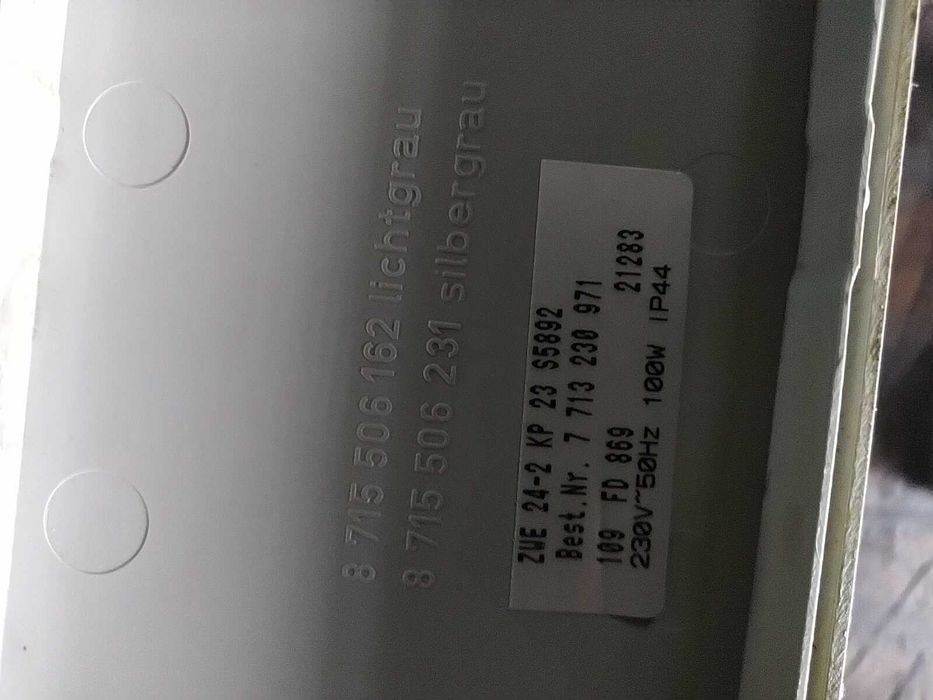 8 715 506 162 lichtgrau
8 715 506 231 silbergrau
ZWE 24-2 KP 23 S5892
Best.Nr. 7 713 230 971
109 FD 869 21283
230V~50Hz 100W IP44